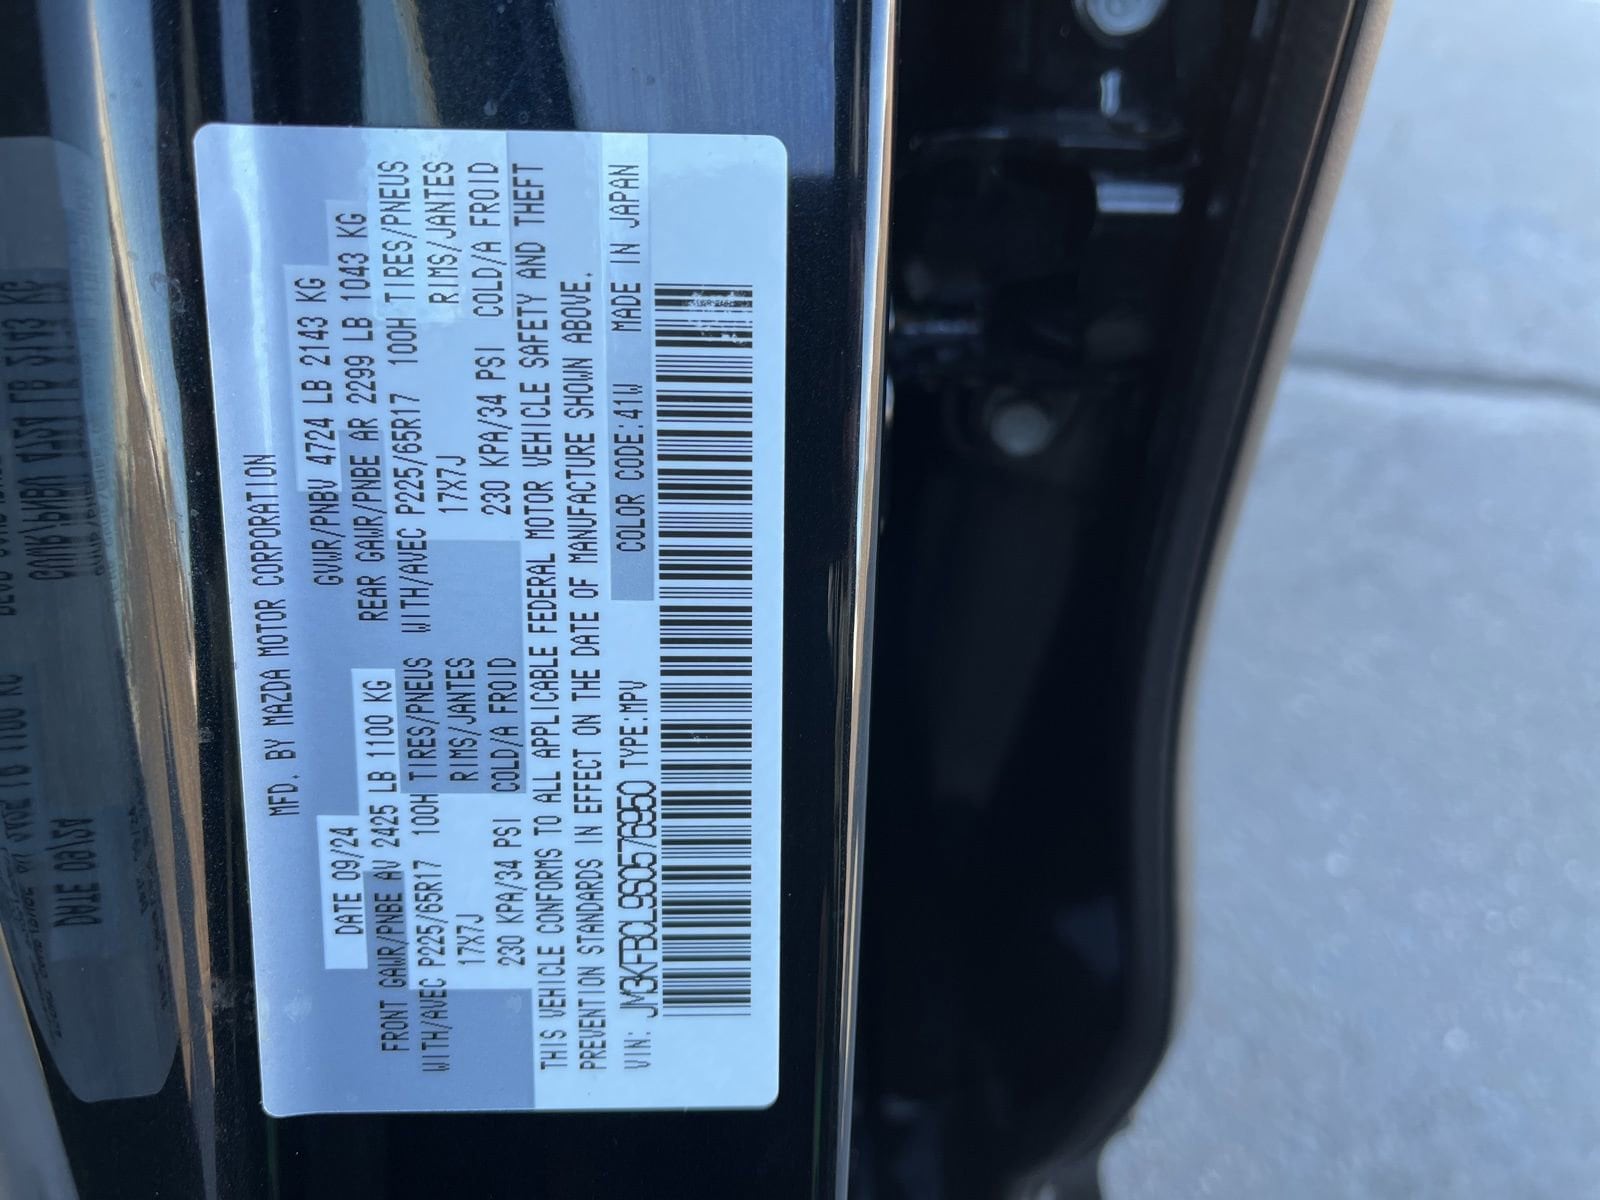 MFD. BY MAZDA MOTOR CORPORATION
DATE 09/24 GVWR/PNBV 4724 LB 2143 KG
FRONT GAWR/PNBE AV 2425 LB 1100 KG REAR GAWR/PNBE AR 2299 LB 1043 KG
WITH/AVEC P225/65R17 100H TIRES/PNEUS WITH/AVEC P225/65R17 100H TIRES/PNEUS
17X7J RIMS/JANTES 17X7J RIMS/JANTES
230 KPA/34 PSI COLD/A FROID 230 KPA/34 PSI COLD/A FROID
THIS VEHICLE CONFORMS TO ALL APPLICABLE FEDERAL MOTOR VEHICLE SAFETY AND THEFT
PREVENTION STANDARDS IN EFFECT ON THE DATE OF MANUFACTURE SHOWN ABOVE.
VIN: JM3KFBCL9S0576950 TYPE:MPV COLOR CODE:41W MADE IN JAPAN